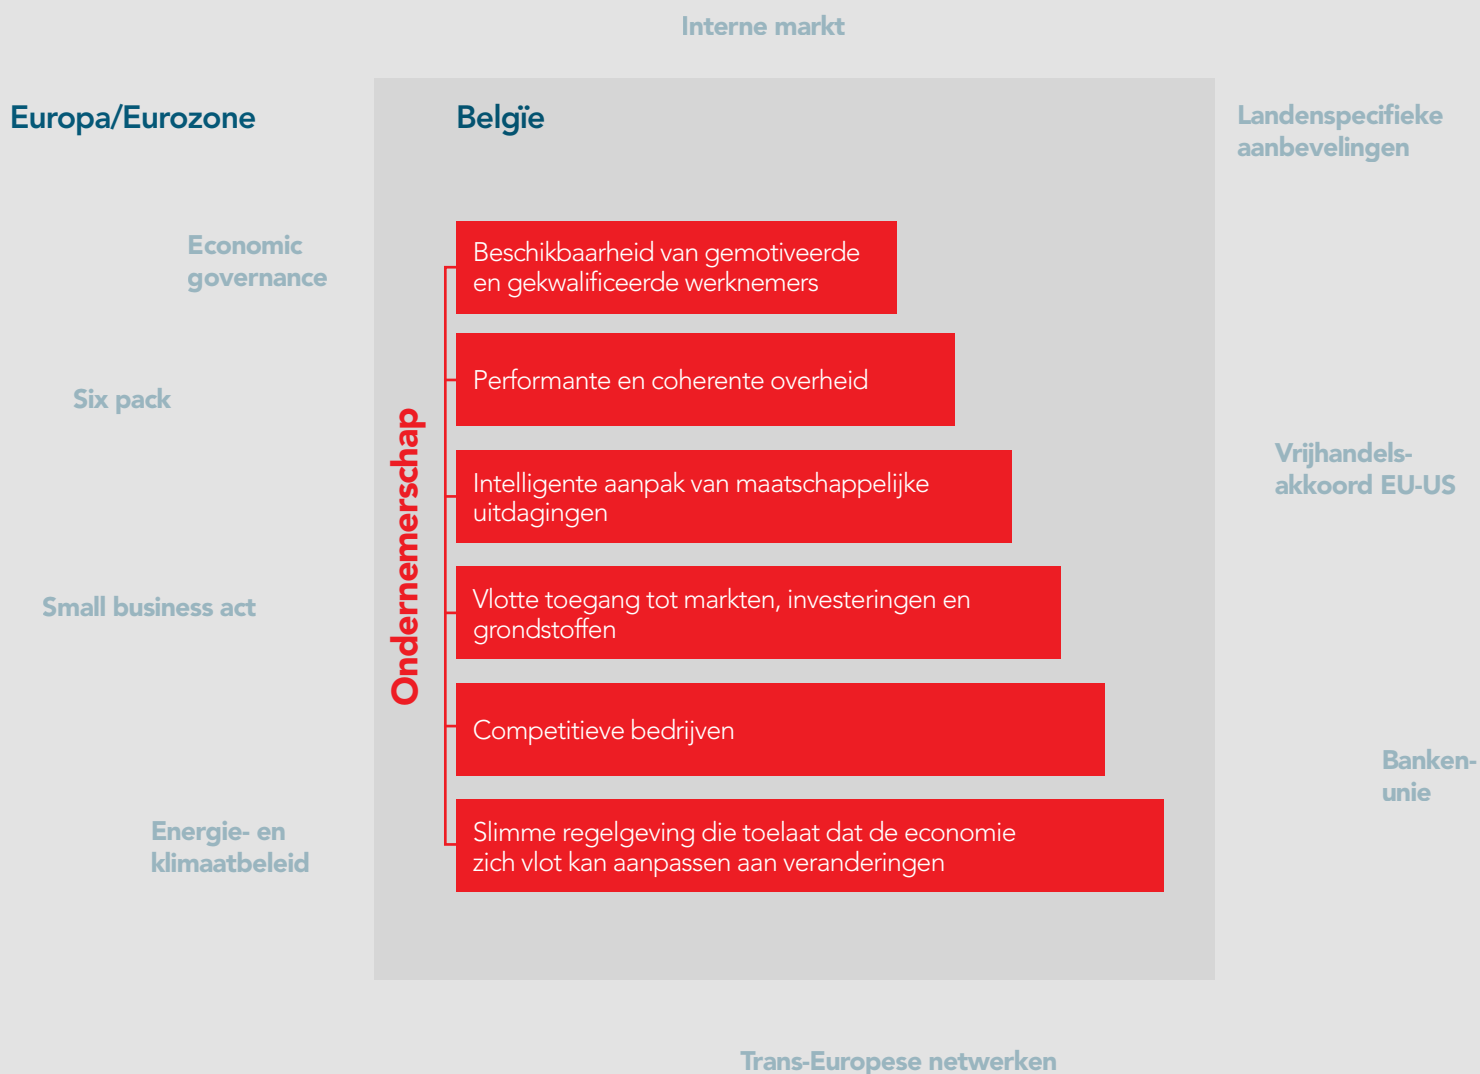 Interne markt
Europa/Eurozone
Belgïe
Landenspecifieke
aanbevelingen
Economic
governance
Six pack
Small business act
Energie- en
klimaatbeleid
Ondernemerschap
Beschikbaarheid van gemotiveerde
en gekwalificeerde werknemers
Performante en coherente overheid
Intelligente aanpak van maatschappelijke
uitdagingen
Vlotte toegang tot markten, investeringen en
grondstoffen
Competitieve bedrijven
Slimme regelgeving die toelaat dat de economie
zich vlot kan aanpassen aan veranderingen
Vrijhandels-
akkoord EU-US
Banken-
unie
Trans-Europese netwerken